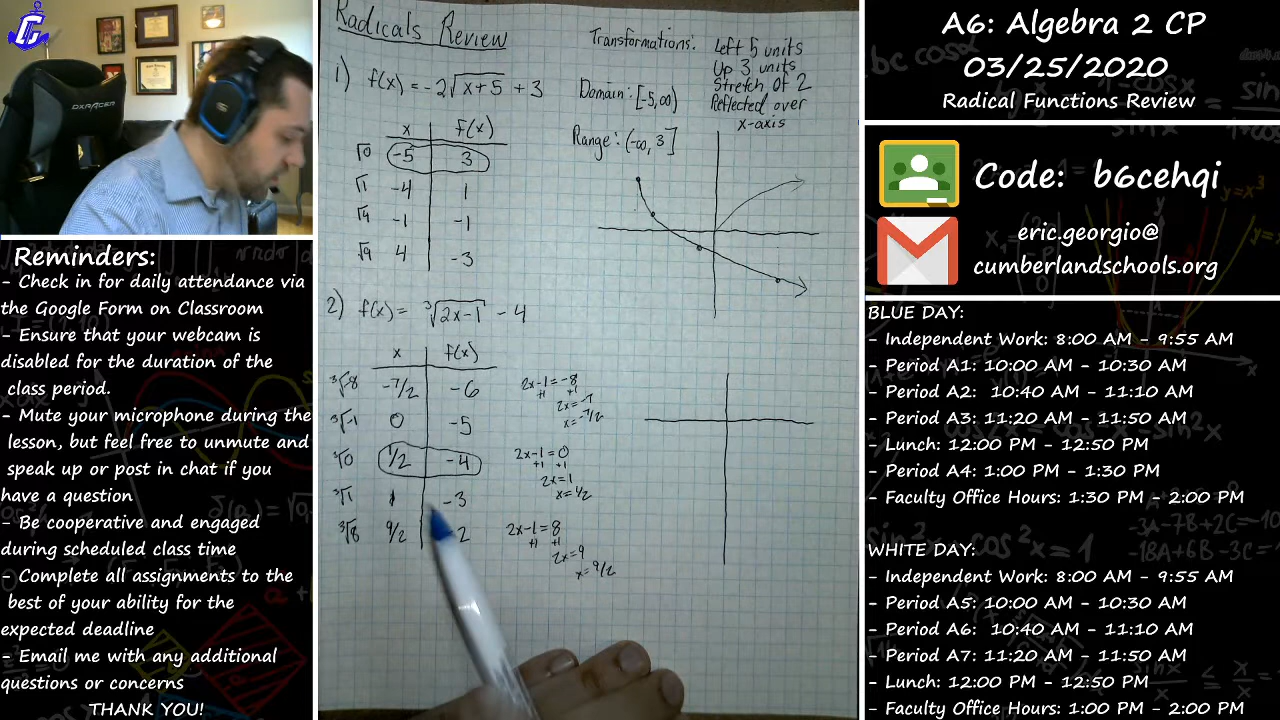 Radicals Review
1) f(x) = -2√x+5 + 3
Domain: [-5,∞)
Range: (-∞, 3]
Transformations: Left 5 units
Up 3 units
Stretch of 2
Reflected over
x-axis
x f(x)
√0 -5 3
√1 -4 1
√4 -1 -1
√9 4 -3
2) f(x) = ³√2x-1 - 4
x f(x)
³√-8 -7/2 -6
³√-1 0 -5
³√0 1/2 -4
³√1 1 -3
³√8 9/2 -2
2x-1=-8
+1 +1
2x=-7
x=-7/2
2x-1=0
+1 +1
2x=1
x=1/2
2x-1=8
+1 +1
2x=9
x=9/2
DXRACER
Reminders:
- Check in for daily attendance via
the Google Form on Classroom
- Ensure that your webcam is
disabled for the duration of the
class period.
- Mute your microphone during the
lesson, but feel free to unmute and
speak up or post in chat if you
have a question
- Be cooperative and engaged
during scheduled class time
- Complete all assignments to the
best of your ability for the
expected deadline
- Email me with any additional
questions or concerns
THANK YOU!
A6: Algebra 2 CP
03/25/2020
Radical Functions Review
Code: b6cehqi
eric.georgio@
cumberlandschools.org
BLUE DAY:
- Independent Work: 8:00 AM - 9:55 AM
- Period A1: 10:00 AM - 10:30 AM
- Period A2: 10:40 AM - 11:10 AM
- Period A3: 11:20 AM - 11:50 AM
- Lunch: 12:00 PM - 12:50 PM
- Period A4: 1:00 PM - 1:30 PM
- Faculty Office Hours: 1:30 PM - 2:00 PM
WHITE DAY:
- Independent Work: 8:00 AM - 9:55 AM
- Period A5: 10:00 AM - 10:30 AM
- Period A6: 10:40 AM - 11:10 AM
- Period A7: 11:20 AM - 11:50 AM
- Lunch: 12:00 PM - 12:50 PM
- Faculty Office Hours: 1:00 PM - 2:00 PM